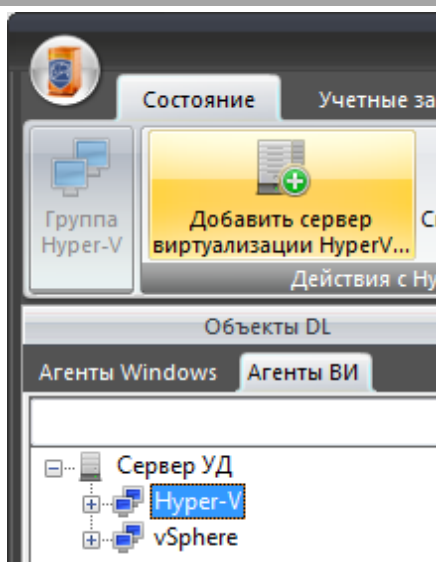 Состояние
Учетные за
Группа
Hyper-V
Добавить сервер
виртуализации HyperV...
Действия с Ну
Объекты DL
Агенты Windows
Агенты ВИ
Сервер УД
Hyper-V
vSphere